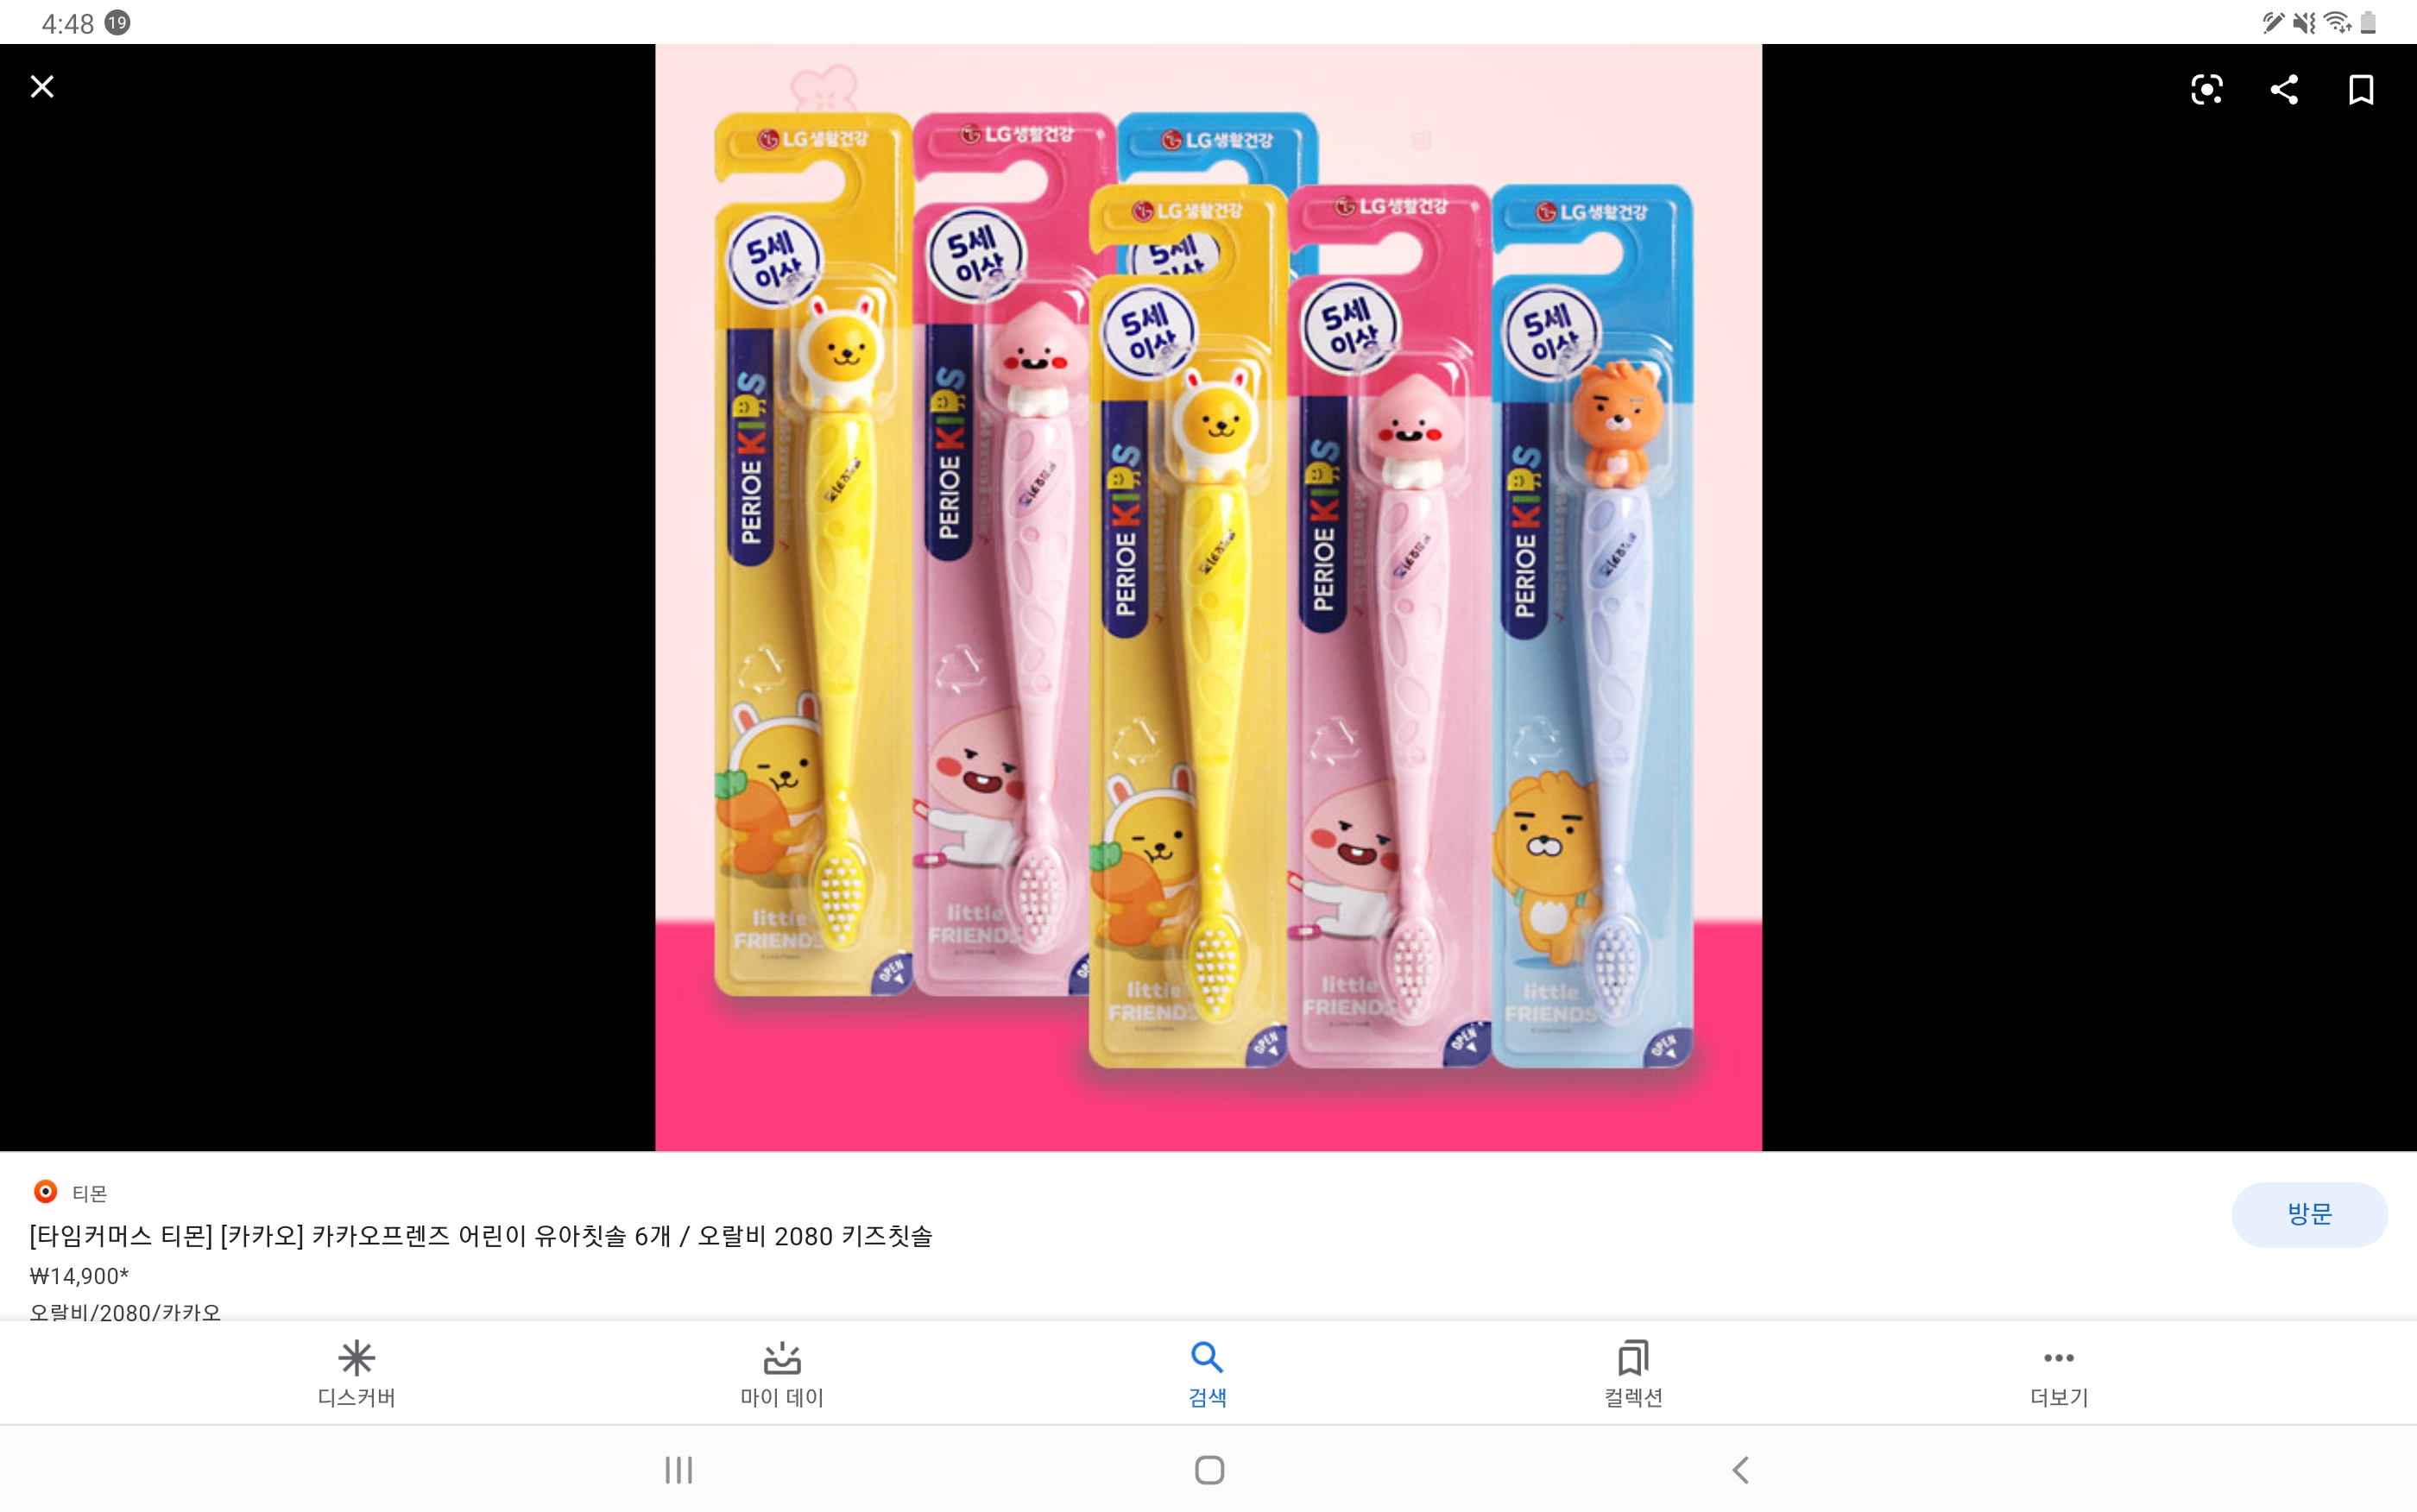 4:48 19
LG생활건강
LG생활건강
LG생활건강
LG생활건강
LG생활건강
LG생활건강
5세
이상
5세
이상
5세
이상
5세
이상
5세
이상
5세
이상
PERIOE KIDS
PERIOE KIDS
PERIOE KIDS
PERIOE KIDS
PERIOE KIDS
little
FRIENDS
little
FRIENDS
little
FRIENDS
little
FRIENDS
little
FRIENDS
OPEN
OPEN
OPEN
OPEN
티몬
[타임커머스 티몬] [카카오] 카카오프렌즈 어린이 유아칫솔 6개 / 오랄비 2080 키즈칫솔
₩14,900*
오랄비/2080/카카오
방문
디스커버
마이 데이
검색
컬렉션
더보기